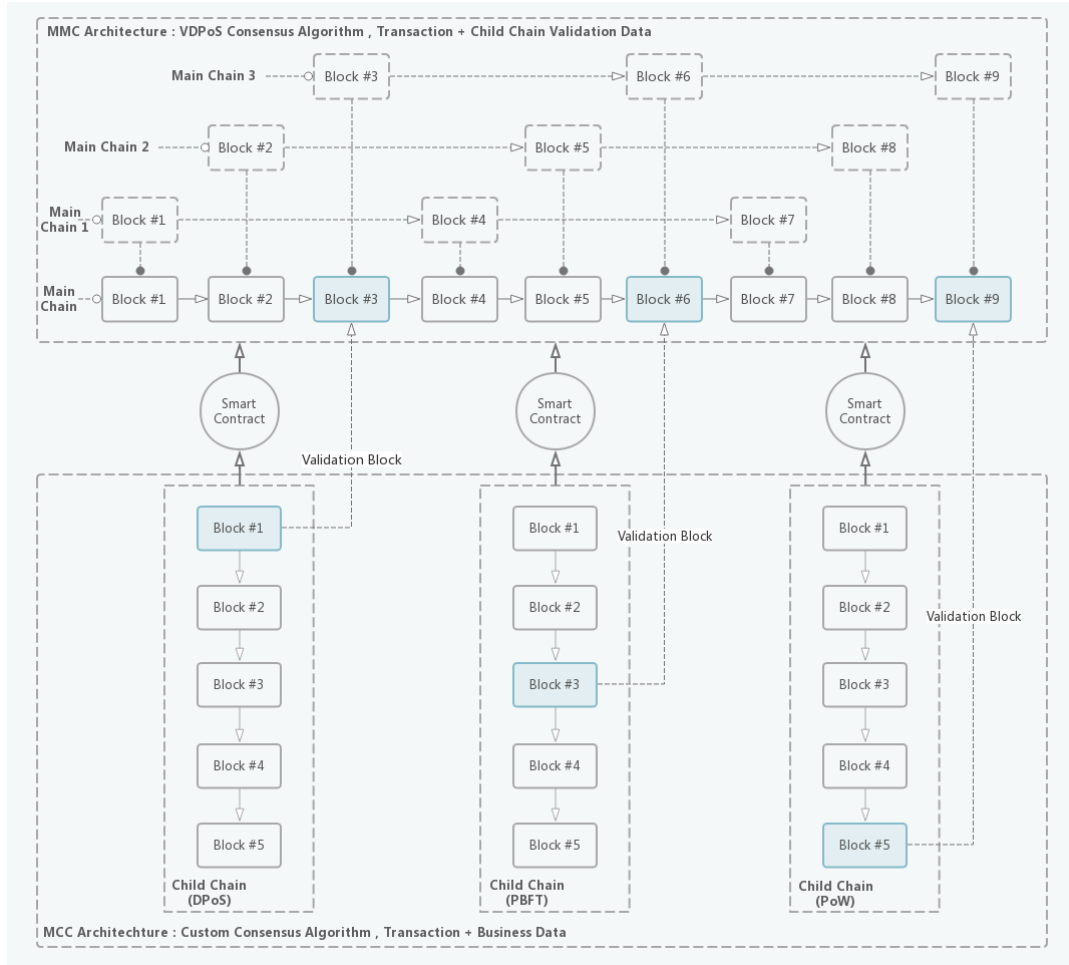 MMC Architecture : VDPoS Consensus Algorithm , Transaction + Child Chain Validation Data
Main Chain 3
Block #3
Block #6
Block #9
Main Chain 2
Block #2
Block #5
Block #8
Main
Chain 1
Block #1
Block #4
Block #7
Main
Chain
Block #1
Block #2
Block #3
Block #4
Block #5
Block #6
Block #7
Block #8
Block #9
Smart
Contract
Smart
Contract
Smart
Contract
Validation Block
Validation Block
Validation Block
Block #1
Block #2
Block #3
Block #4
Block #5
Child Chain
(DPoS)
Block #1
Block #2
Block #3
Block #4
Block #5
Child Chain
(PBFT)
Block #1
Block #2
Block #3
Block #4
Block #5
Child Chain
(PoW)
MCC Archichtecture : Custom Consensus Algorithm , Transaction + Business Data